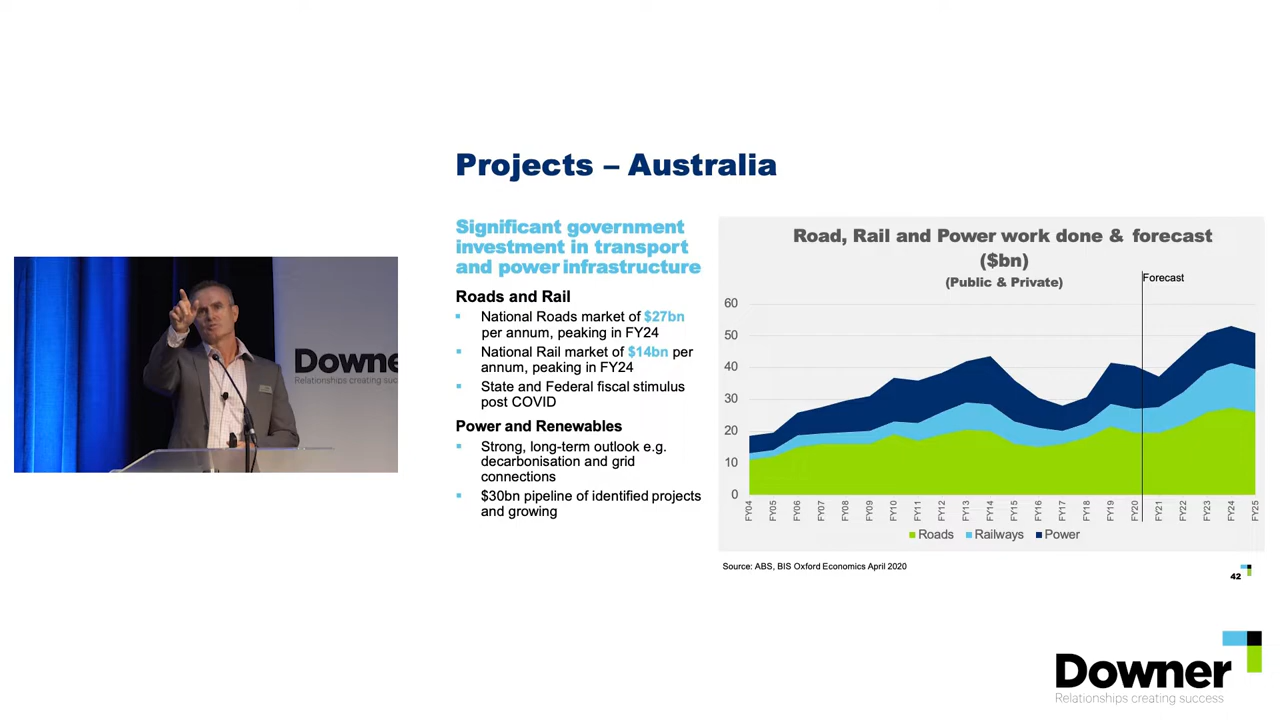 Projects – Australia
Significant government
investment in transport
and power infrastructure
Roads and Rail
National Roads market of $27bn
per annum, peaking in FY24
National Rail market of $14bn per
annum, peaking in FY24
State and Federal fiscal stimulus
post COVID
Power and Renewables
Strong, long-term outlook e.g.
decarbonisation and grid
connections
$30bn pipeline of identified projects
and growing
Road, Rail and Power work done & forecast
($bn)
(Public & Private)
Forecast
60
50
40
30
20
10
0
FY04 FY05 FY06 FY07 FY08 FY09 FY10 FY11 FY12 FY13 FY14 FY15 FY16 FY17 FY18 FY19 FY20 FY21 FY22 FY23 FY24 FY25
Roads Railways Power
Source: ABS, BIS Oxford Economics April 2020
42
Downer
Relationships creating suc
Downer
Relationships creating success